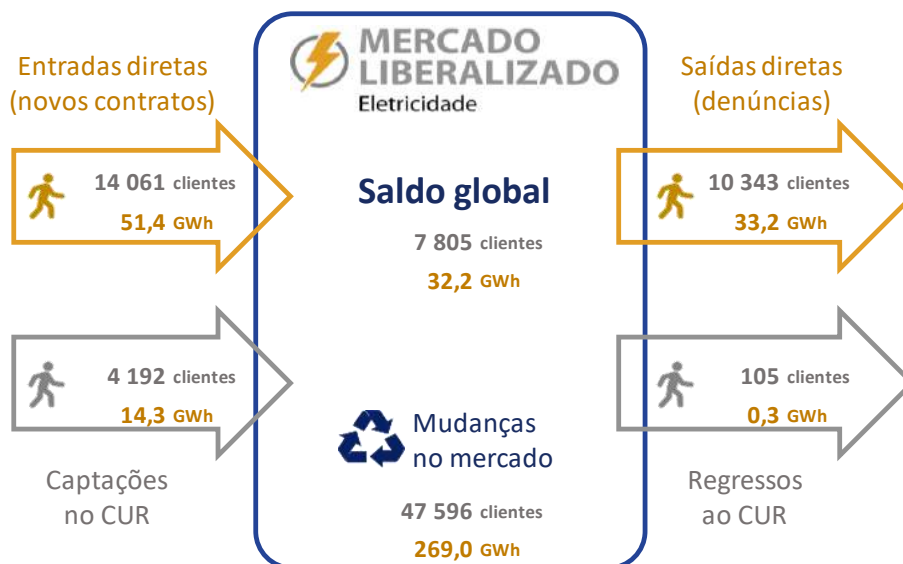 MERCADO
LIBERALIZADO
Eletricidade
Entradas diretas
(novos contratos)
14 061 clientes
51,4 GWh
4 192 clientes
14,3 GWh
Captações
no CUR
Saldo global
7 805 clientes
32,2 GWh
Mudanças
no mercado
47 596 clientes
269,0 GWh
Saídas diretas
(denúncias)
10 343 clientes
33,2 GWh
105 clientes
0,3 GWh
Regressos
ao CUR